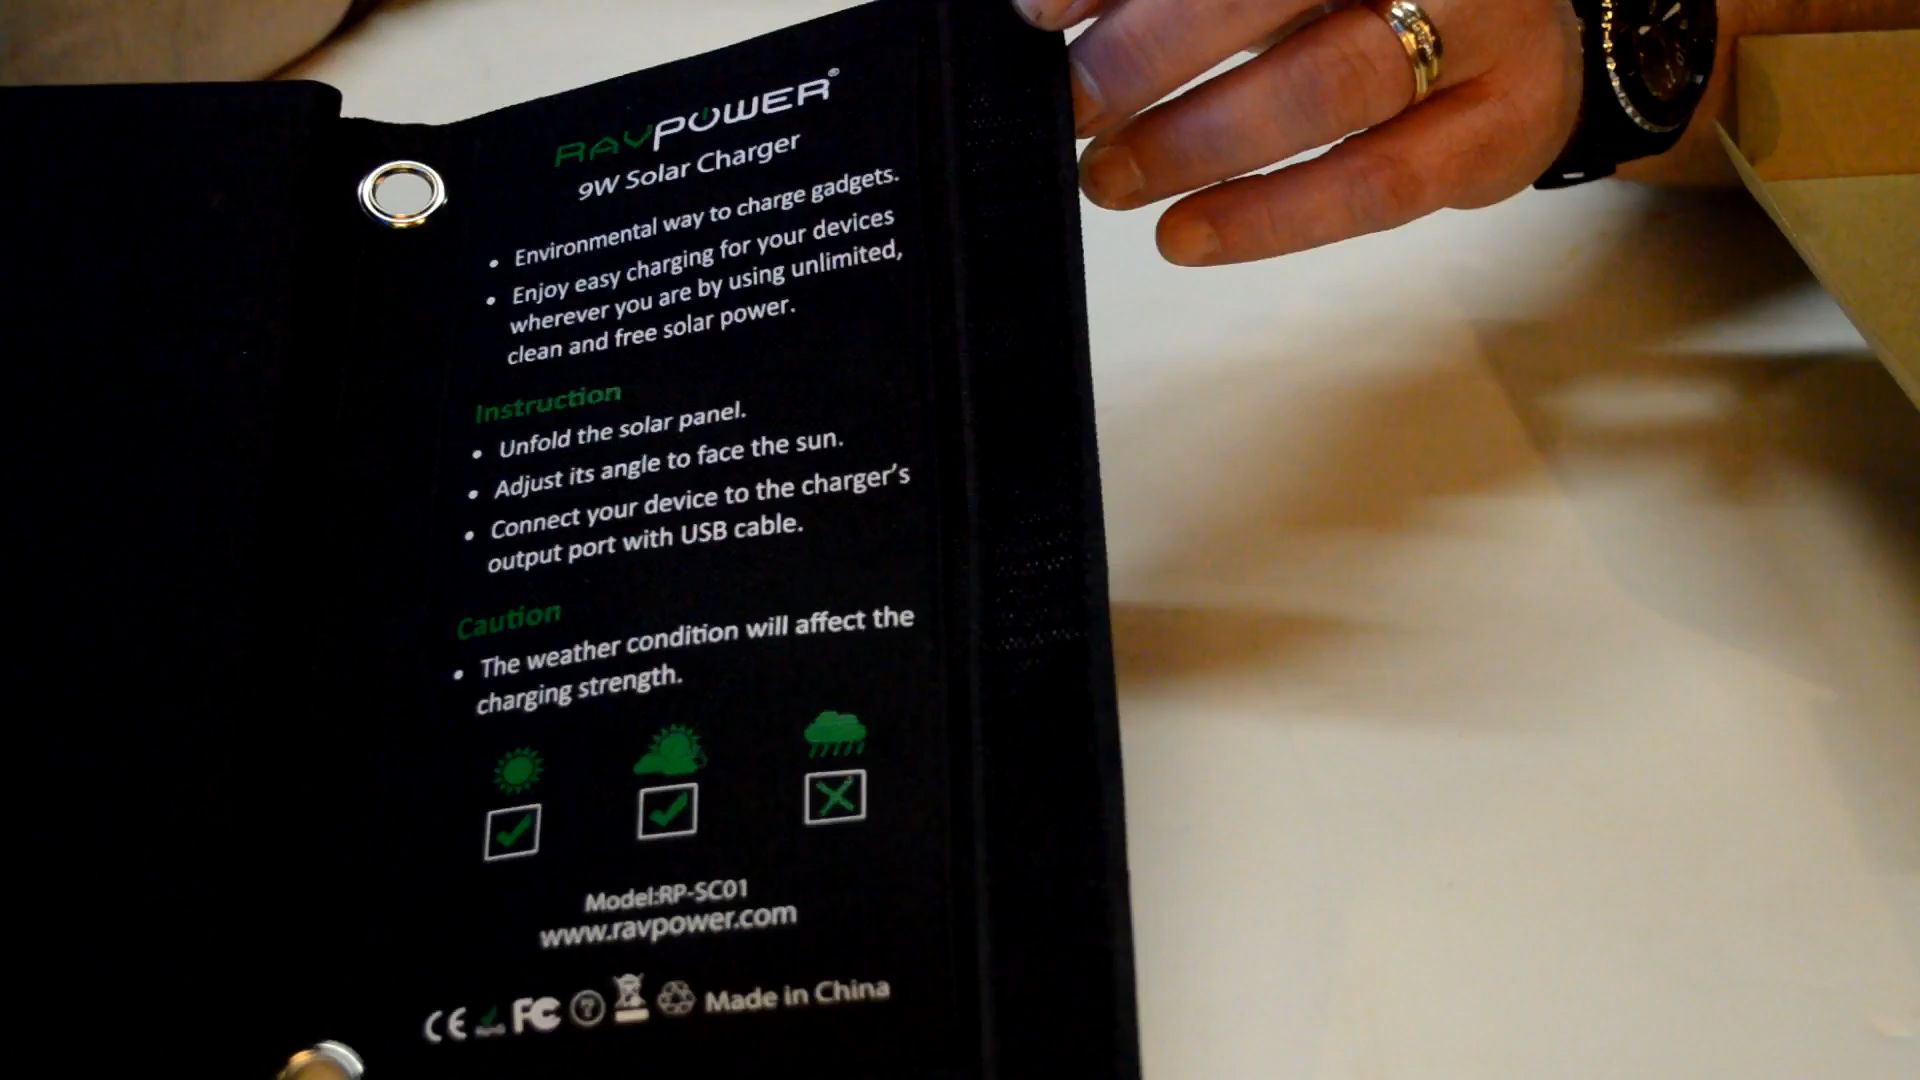 RAVPOWER®
9W Solar Charger
• Environmental way to charge gadgets.
• Enjoy easy charging for your devices
wherever you are by using unlimited,
clean and free solar power.
Instruction
• Unfold the solar panel.
• Adjust its angle to face the sun.
• Connect your device to the charger's
output port with USB cable.
Caution
• The weather condition will affect the
charging strength.
Model:RP-SC01
www.ravpower.com
CE FC Made in China